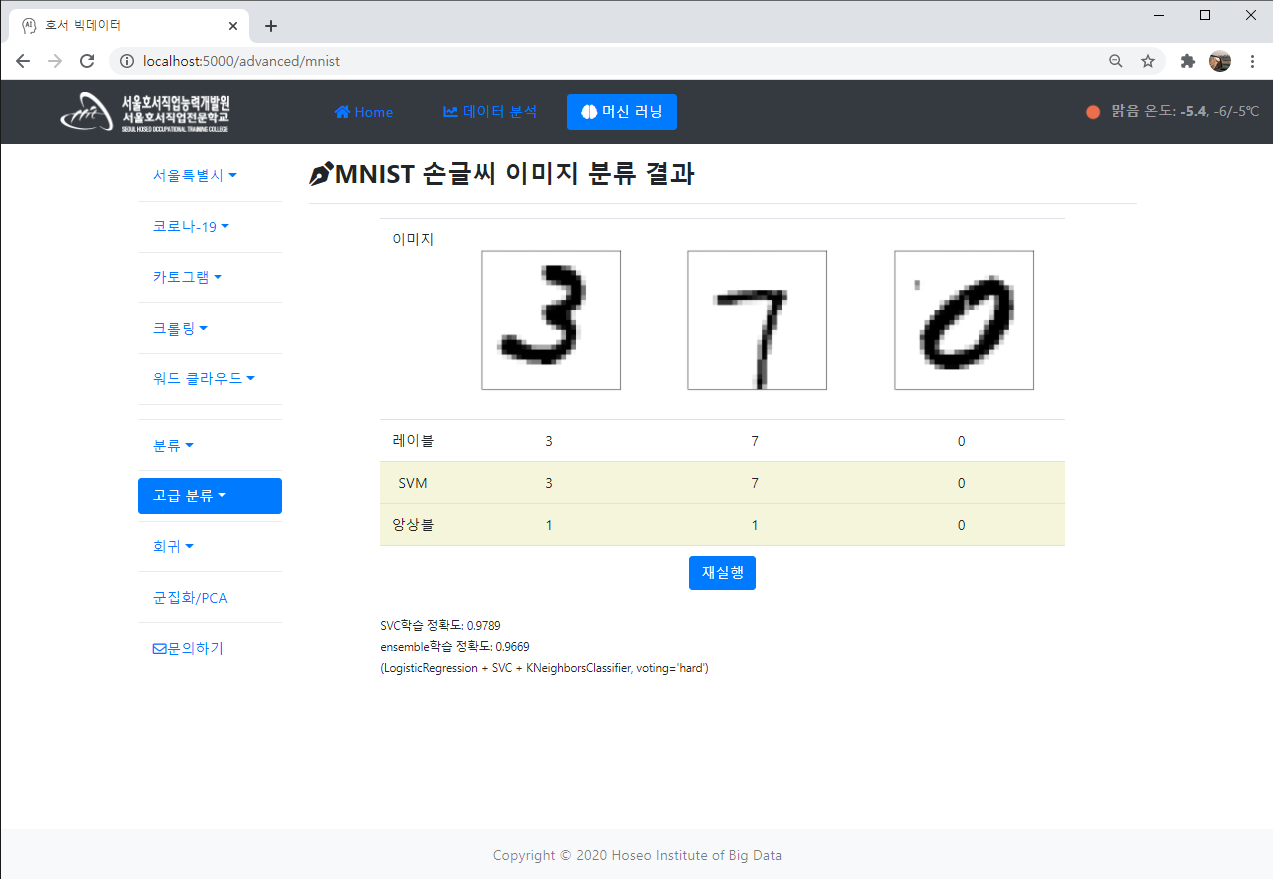 호서 빅데이터
localhost:5000/advanced/mnist
서울호서직업능력개발원
서울호서직업전문학교
SEOUL HOSEO OCCUPATIONAL TRAINING COLLEGE
Home 데이터 분석 머신 러닝 맑음 온도: -5.4, -6/-5℃
서울특별시
코로나-19
카토그램
크롤링
워드 클라우드
분류
고급 분류
회귀
군집화/PCA
문의하기
MNIST 손글씨 이미지 분류 결과
이미지 3 7 0
레이블 3 7 0
SVM 3 7 0
앙상블 1 1 0
재실행
SVC학습 정확도: 0.9789
ensemble학습 정확도: 0.9669
(LogisticRegression + SVC + KNeighborsClassifier, voting='hard')
Copyright © 2020 Hoseo Institute of Big Data